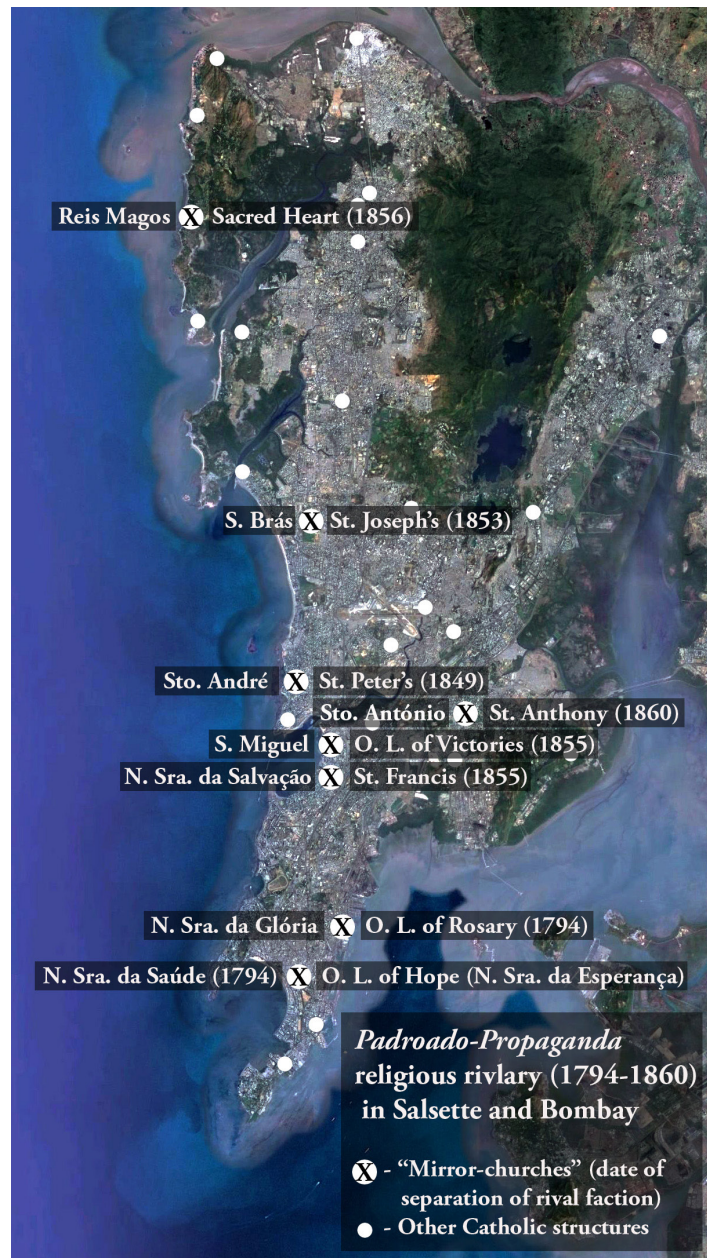 Reis Magos X Sacred Heart (1856)
S. Brás X St. Joseph's (1853)
Sto. André X St. Peter's (1849)
Sto. António X St. Anthony (1860)
S. Miguel X O. L. of Victories (1855)
N. Sra. da Salvação X St. Francis (1855)
N. Sra. da Glória X O. L. of Rosary (1794)
N. Sra. da Saúde (1794) X O. L. of Hope (N. Sra. da Esperança)
Padroado-Propaganda
religious rivlary (1794-1860)
in Salsette and Bombay
X - “Mirror-churches” (date of
separation of rival faction)
- Other Catholic structures